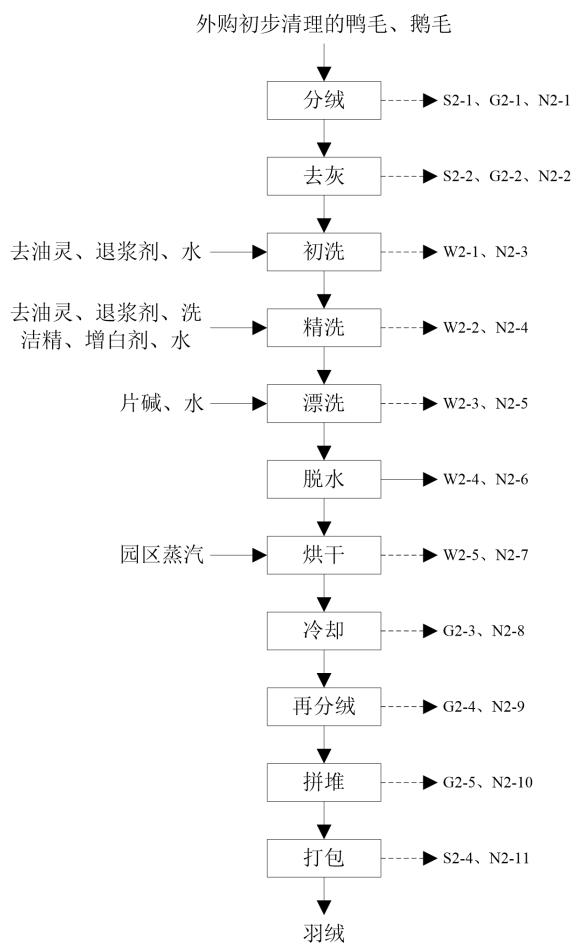 外购初步清理的鸭毛、鹅毛
分绒
S2-1、G2-1、N2-1
去灰
S2-2、G2-2、N2-2
去油灵、退浆剂、水
初洗
W2-1、N2-3
去油灵、退浆剂、洗
洁精、增白剂、水
精洗
W2-2、N2-4
片碱、水
漂洗
W2-3、N2-5
脱水
W2-4、N2-6
园区蒸汽
烘干
W2-5、N2-7
冷却
G2-3、N2-8
再分绒
G2-4、N2-9
拼堆
G2-5、N2-10
打包
S2-4、N2-11
羽绒